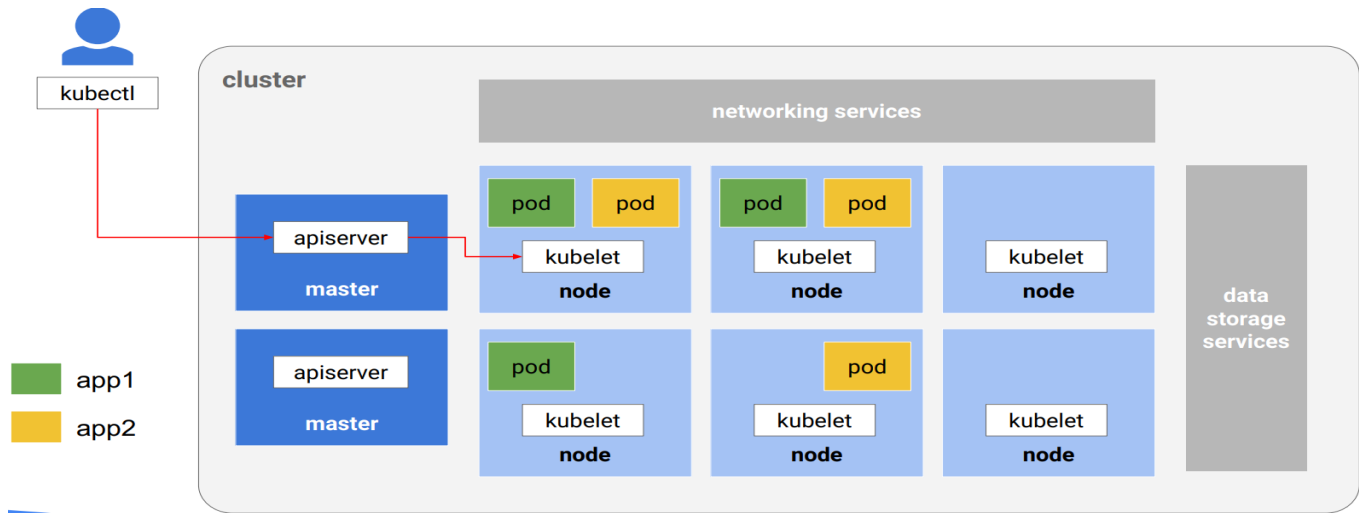 kubectl
cluster
networking services
pod
pod
pod
pod
apiserver
kubelet
kubelet
kubelet
master
node
node
node
data
storage
services
apiserver
pod
pod
app1
kubelet
kubelet
kubelet
master
app2
node
node
node